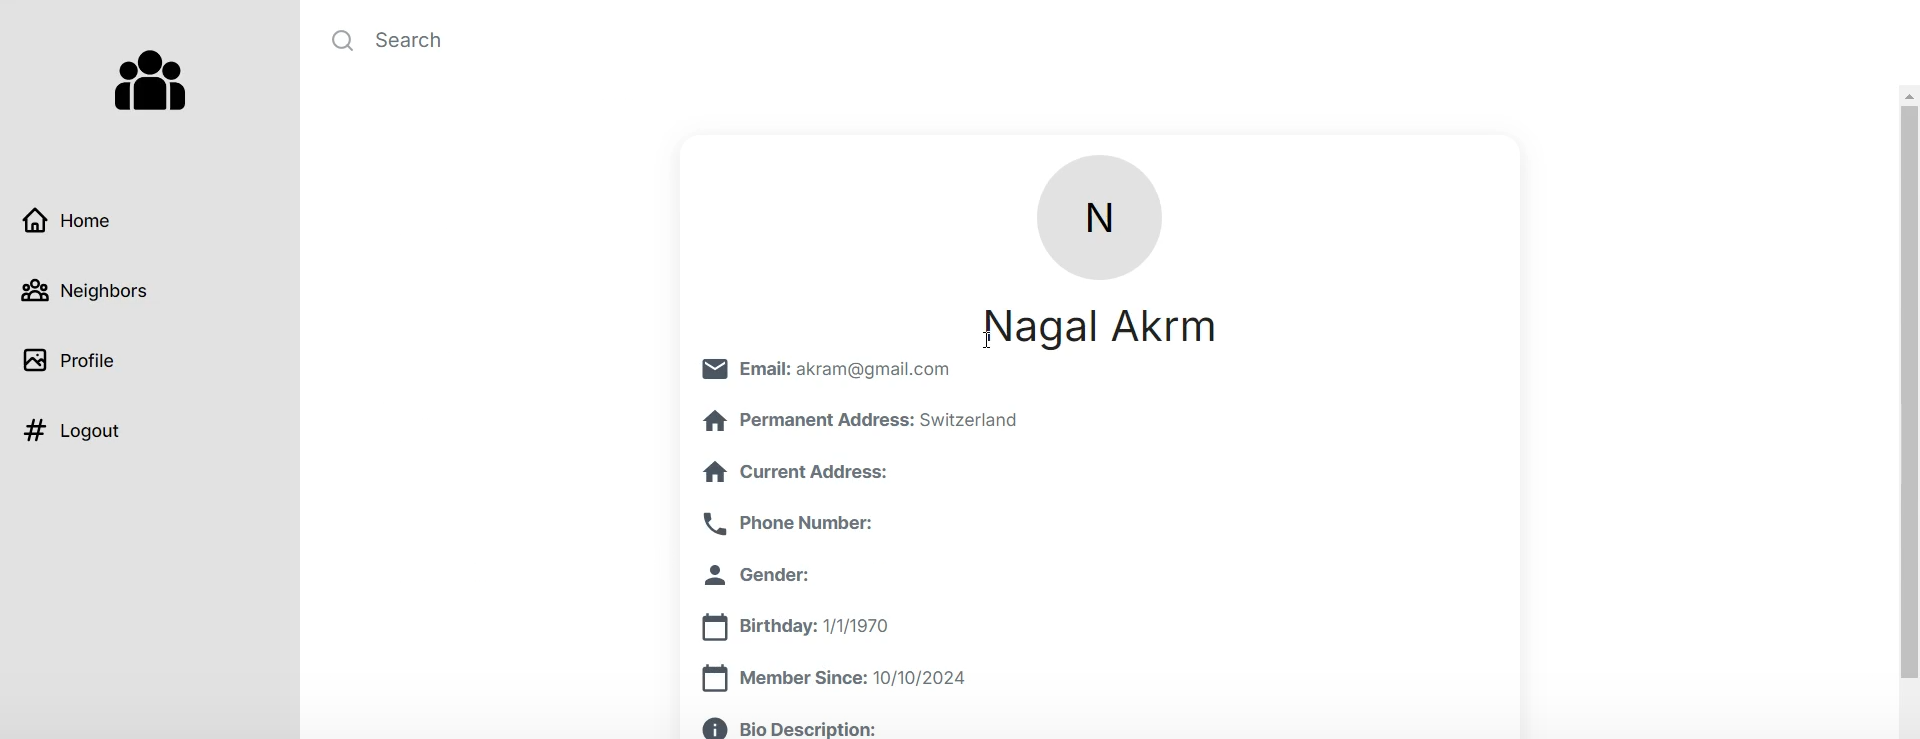 Search
Home
Neighbors
Profile
Logout
N
Nagal Akrm
Email: akram@gmail.com
Permanent Address: Switzerland
Current Address:
Phone Number:
Gender:
Birthday: 1/1/1970
Member Since: 10/10/2024
Bio Description: